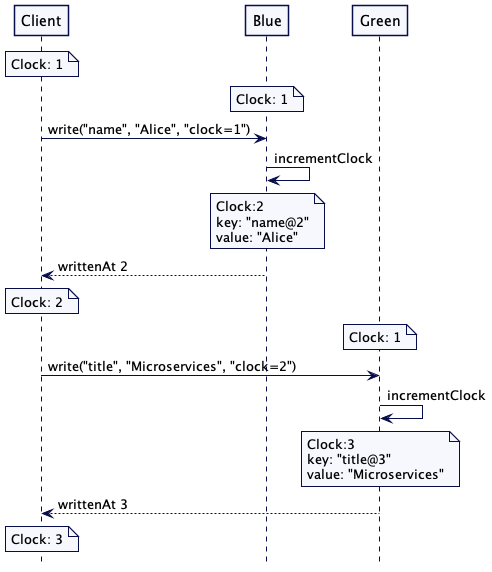 Client
Blue
Green
Clock: 1
Clock: 1
write("name", "Alice", "clock=1")
incrementClock
Clock:2
key: "name@2"
value: "Alice"
writtenAt 2
Clock: 2
Clock: 1
write("title", "Microservices", "clock=2")
incrementClock
Clock:3
key: "title@3"
value: "Microservices"
writtenAt 3
Clock: 3